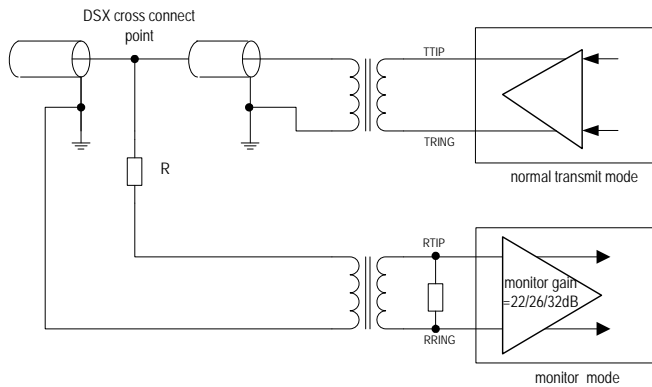 DSX cross connect
point
TTIP
TRING
normal transmit mode
R
RTIP
monitor gain
=22/26/32dB
RRING
monitor mode